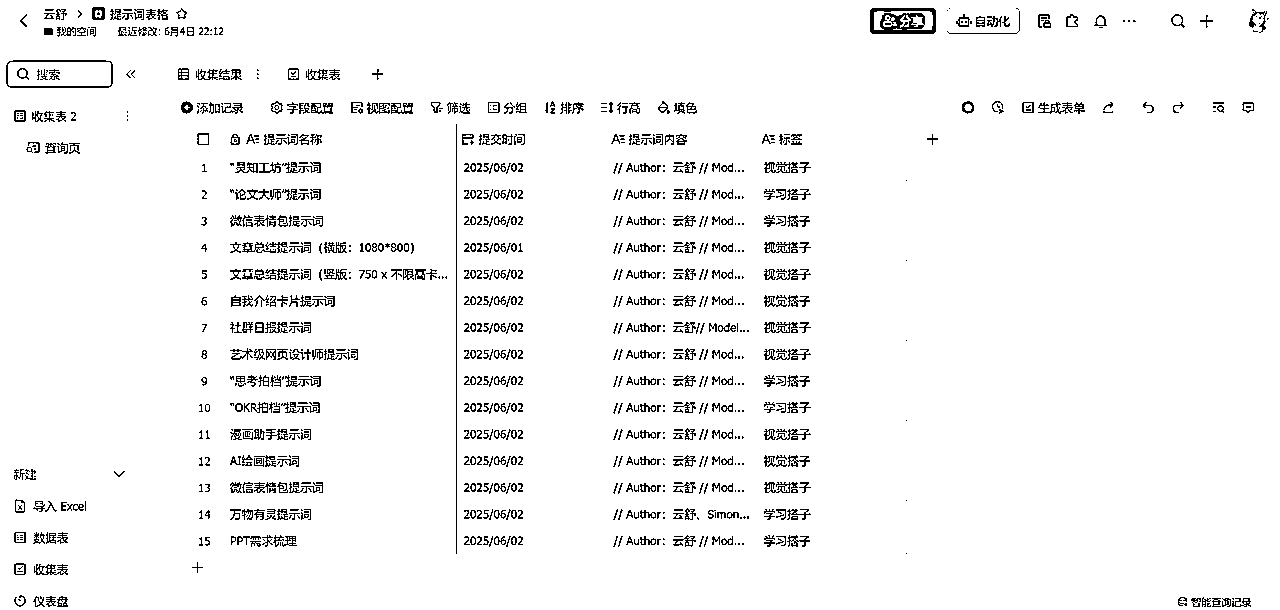 云舒 > 提示词表格
我的空间 最近修改: 6月4日 22:12
分享 自动化
搜索
收集结果 收集表
添加记录 字段配置 视图配置 筛选 分组 排序 行高 填色 生成表单
收集表 2
查询页
提示词名称 提交时间 提示词内容 标签
1 "灵知工坊"提示词 2025/06/02 // Author：云舒 // Mod... 视觉搭子
2 "论文大师"提示词 2025/06/02 // Author：云舒 // Mod... 学习搭子
3 微信表情包提示词 2025/06/02 // Author：云舒 // Mod... 学习搭子
4 文章总结提示词（横版：1080*800） 2025/06/01 // Author：云舒 // Mod... 视觉搭子
5 文章总结提示词（竖版：750 x 不限高卡... 2025/06/02 // Author：云舒 // Mod... 视觉搭子
6 自我介绍卡片提示词 2025/06/02 // Author：云舒 // Mod... 视觉搭子
7 社群日报提示词 2025/06/02 // Author：云舒// Model... 视觉搭子
8 艺术级网页设计师提示词 2025/06/02 // Author：云舒 // Mod... 视觉搭子
9 "思考拍档"提示词 2025/06/02 // Author：云舒 // Mod... 学习搭子
10 "OKR拍档"提示词 2025/06/02 // Author：云舒 // Mod... 学习搭子
11 漫画助手提示词 2025/06/02 // Author：云舒 // Mod... 视觉搭子
12 AI绘画提示词 2025/06/02 // Author：云舒 // Mod... 视觉搭子
13 微信表情包提示词 2025/06/02 // Author：云舒 // Mod... 视觉搭子
14 万物有灵提示词 2025/06/02 // Author：云舒、Simon... 学习搭子
15 PPT需求梳理 2025/06/02 // Author：云舒 // Mod... 学习搭子
新建
导入 Excel
数据表
收集表
仪表盘
智能查询记录